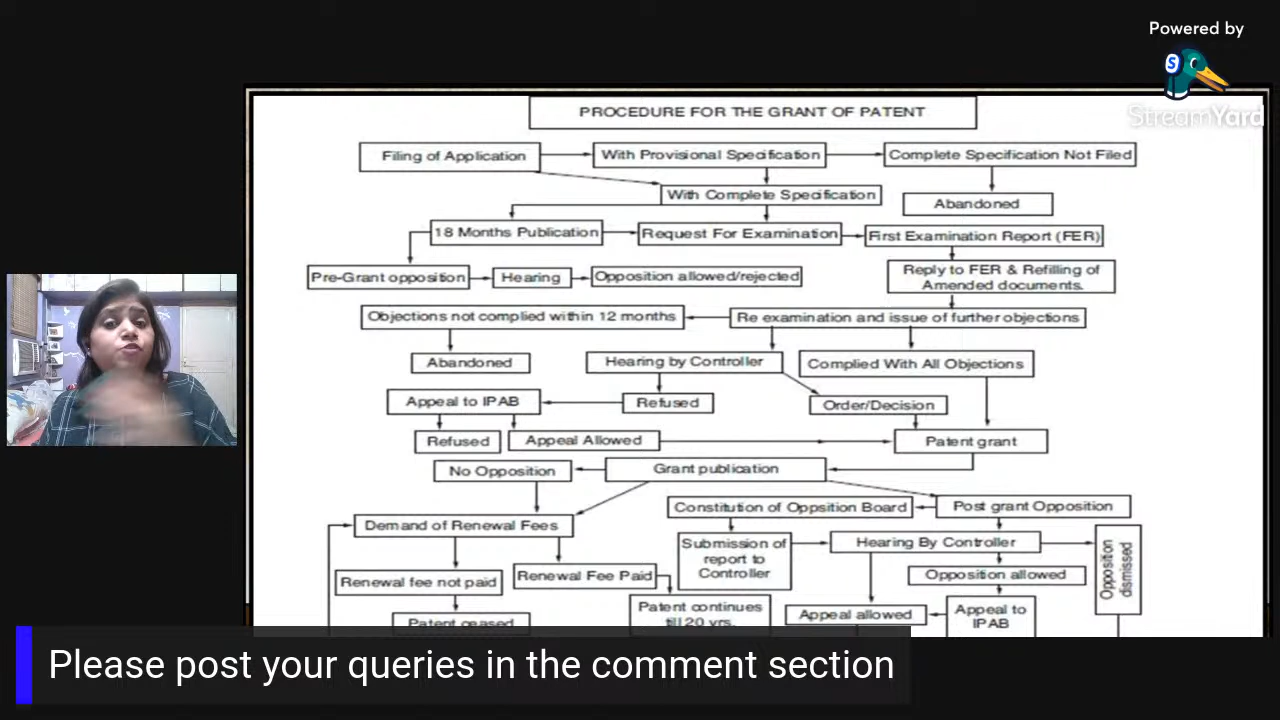 Powered by
StreamYard
PROCEDURE FOR THE GRANT OF PATENT
Filing of Application
With Provisional Specification
Complete Specification Not Filed
With Complete Specification
Abandoned
18 Months Publication
Request For Examination
First Examination Report (FER)
Pre-Grant opposition
Hearing
Opposition allowed/rejected
Reply to FER & Refilling of
Amended documents.
Objections not complied within 12 months
Re examination and issue of further objections
Abandoned
Hearing by Controller
Complied With All Objections
Appeal to IPAB
Refused
Order/Decision
Refused
Appeal Allowed
Patent grant
No Opposition
Grant publication
Constitution of Oppsition Board
Post grant Opposition
Demand of Renewal Fees
Submission of
report to
Controller
Hearing By Controller
Opposition
dismissed
Renewal fee not paid
Renewal Fee Paid
Opposition allowed
Patent ceased
Patent continues
till 20 yrs.
Appeal allowed
Appeal to
IPAB
Please post your queries in the comment section